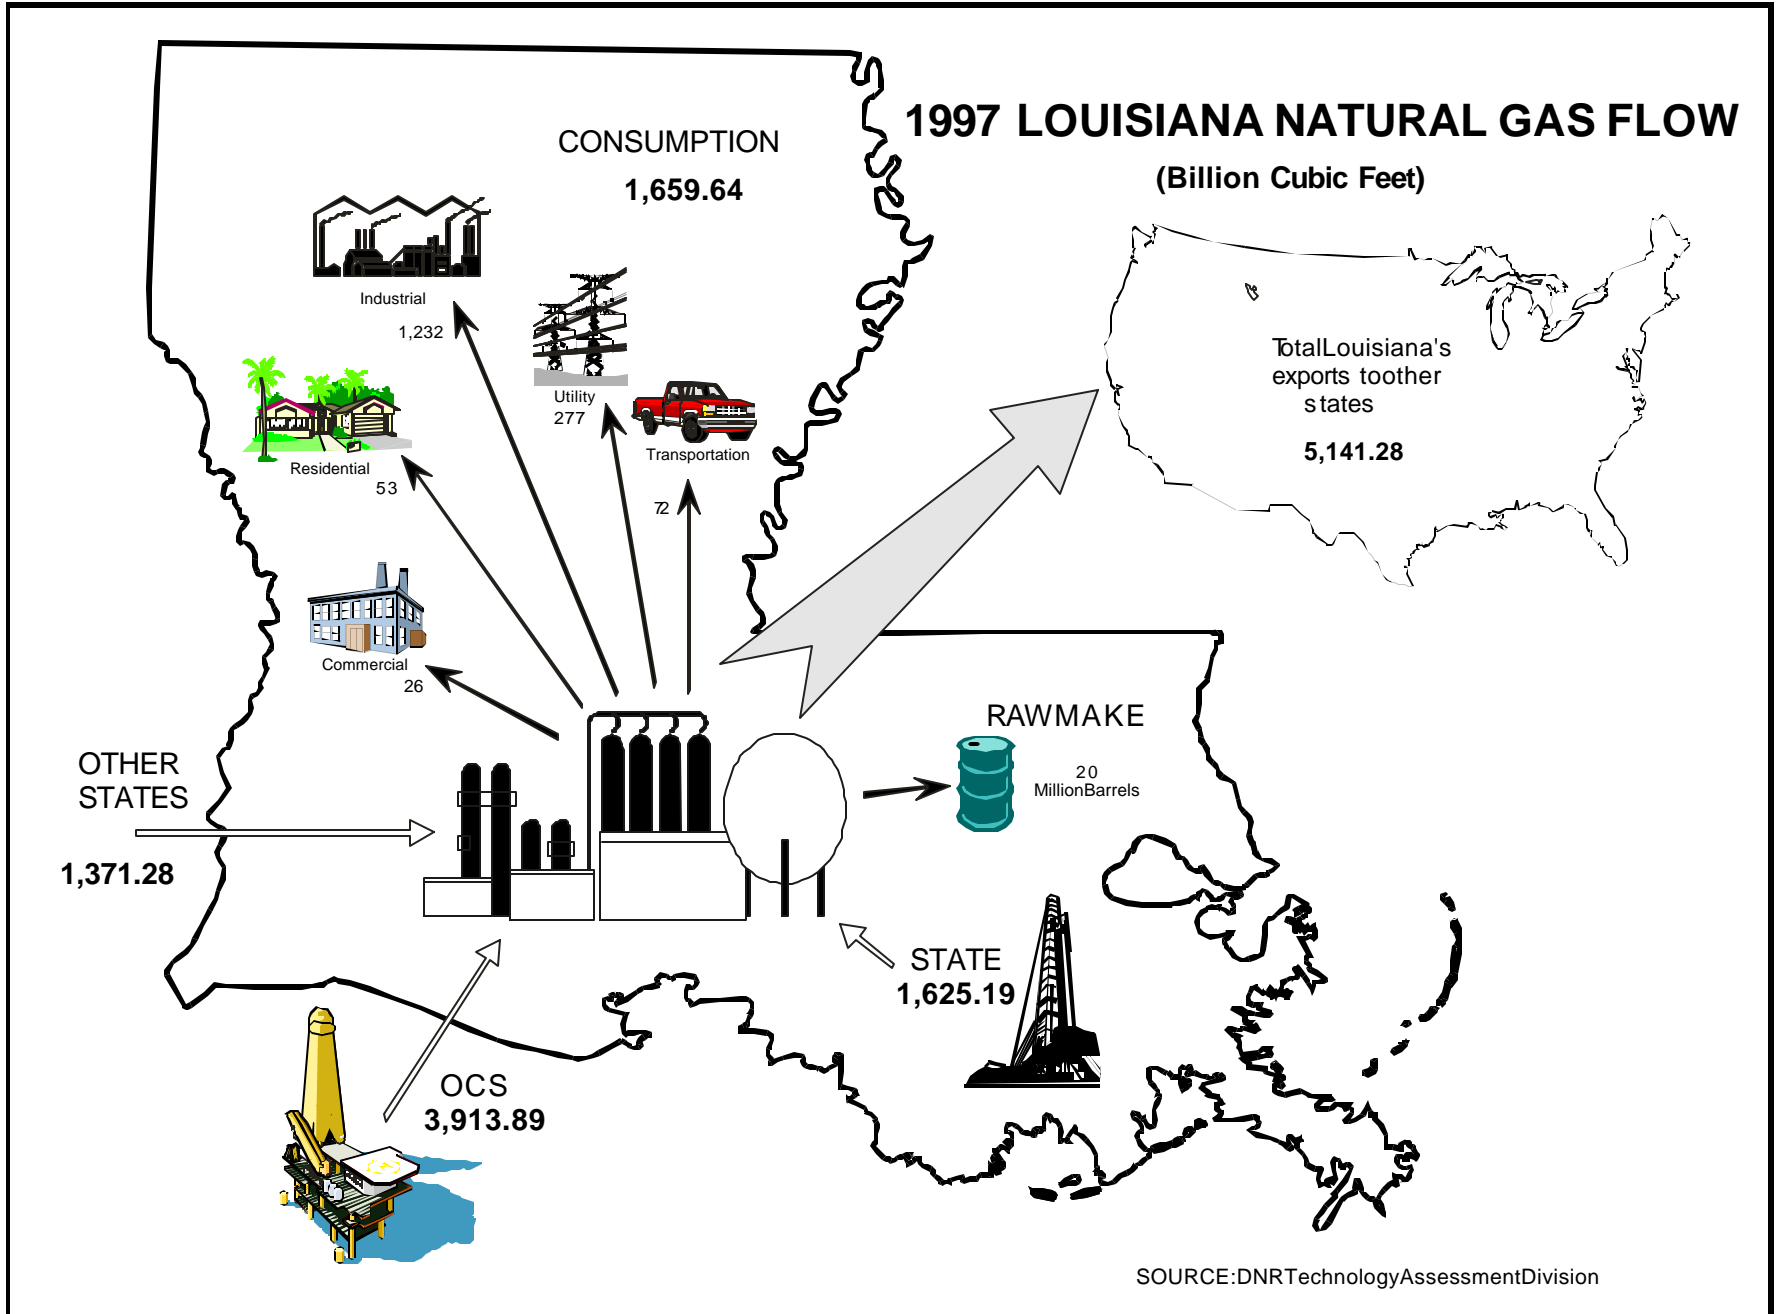 1997 LOUISIANA NATURAL GAS FLOW
(Billion Cubic Feet)
CONSUMPTION
1,659.64
Industrial
1,232
Utility
277
Transportation
72
Residential
53
Commercial
26
TotalLouisiana's
exports toother
states
5,141.28
OTHER
STATES
1,371.28
RAWMAKE
20
MillionBarrels
STATE
1,625.19
OCS
3,913.89
SOURCE:DNRTechnologyAssessmentDivision